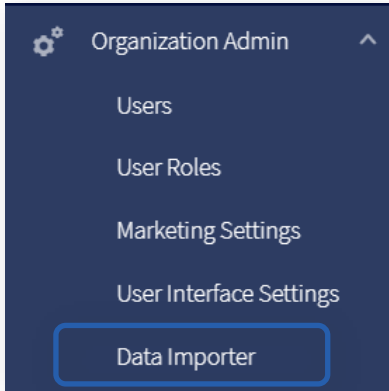 Organization Admin
Users
User Roles
Marketing Settings
User Interface Settings
Data Importer